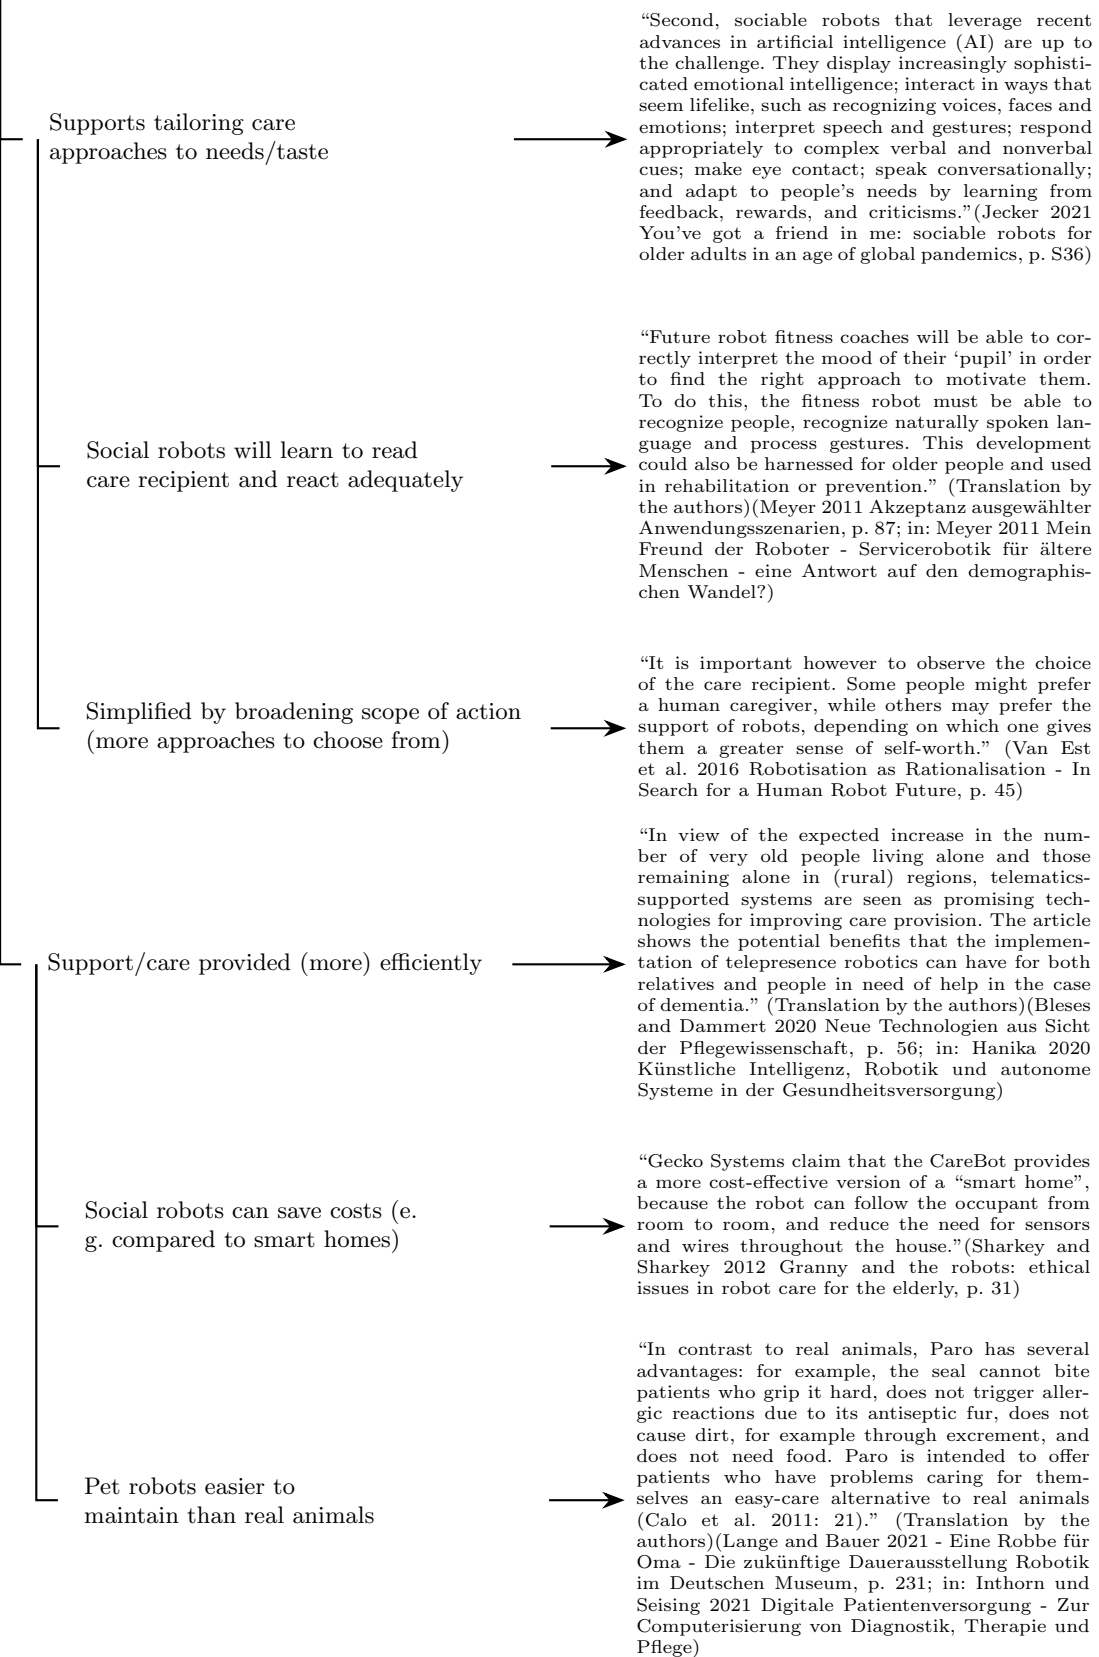 Supports tailoring care
approaches to needs/taste
“Second, sociable robots that leverage recent
advances in artificial intelligence (AI) are up to
the challenge. They display increasingly sophisti-
cated emotional intelligence; interact in ways that
seem lifelike, such as recognizing voices, faces and
emotions; interpret speech and gestures; respond
appropriately to complex verbal and nonverbal
cues; make eye contact; speak conversationally;
and adapt to people’s needs by learning from
feedback, rewards, and criticisms.”(Jecker 2021
You’ve got a friend in me: sociable robots for
older adults in an age of global pandemics, p. S36)
Social robots will learn to read
care recipient and react adequately
“Future robot fitness coaches will be able to cor-
rectly interpret the mood of their ‘pupil’ in order
to find the right approach to motivate them.
To do this, the fitness robot must be able to
recognize people, recognize naturally spoken lan-
guage and process gestures. This development
could also be harnessed for older people and used
in rehabilitation or prevention.” (Translation by
the authors)(Meyer 2011 Akzeptanz ausgewählter
Anwendungsszenarien, p. 87; in: Meyer 2011 Mein
Freund der Roboter - Servicerobotik für ältere
Menschen - eine Antwort auf den demographis-
chen Wandel?)
Simplified by broadening scope of action
(more approaches to choose from)
“It is important however to observe the choice
of the care recipient. Some people might prefer
a human caregiver, while others may prefer the
support of robots, depending on which one gives
them a greater sense of self-worth.” (Van Est
et al. 2016 Robotisation as Rationalisation - In
Search for a Human Robot Future, p. 45)
Support/care provided (more) efficiently
“In view of the expected increase in the num-
ber of very old people living alone and those
remaining alone in (rural) regions, telematics-
supported systems are seen as promising tech-
nologies for improving care provision. The article
shows the potential benefits that the implemen-
tation of telepresence robotics can have for both
relatives and people in need of help in the case
of dementia.” (Translation by the authors)(Bleses
and Dammert 2020 Neue Technologien aus Sicht
der Pflegewissenschaft, p. 56; in: Hanika 2020
Künstliche Intelligenz, Robotik und autonome
Systeme in der Gesundheitsversorgung)
Social robots can save costs (e.
g. compared to smart homes)
“Gecko Systems claim that the CareBot provides
a more cost-effective version of a “smart home”,
because the robot can follow the occupant from
room to room, and reduce the need for sensors
and wires throughout the house.”(Sharkey and
Sharkey 2012 Granny and the robots: ethical
issues in robot care for the elderly, p. 31)
Pet robots easier to
maintain than real animals
“In contrast to real animals, Paro has several
advantages: for example, the seal cannot bite
patients who grip it hard, does not trigger aller-
gic reactions due to its antiseptic fur, does not
cause dirt, for example through excrement, and
does not need food. Paro is intended to offer
patients who have problems caring for them-
selves an easy-care alternative to real animals
(Calo et al. 2011: 21).” (Translation by the
authors)(Lange and Bauer 2021 - Eine Robbe für
Oma - Die zukünftige Dauerausstellung Robotik
im Deutschen Museum, p. 231; in: Inthorn und
Seising 2021 Digitale Patientenversorgung - Zur
Computerisierung von Diagnostik, Therapie und
Pflege)